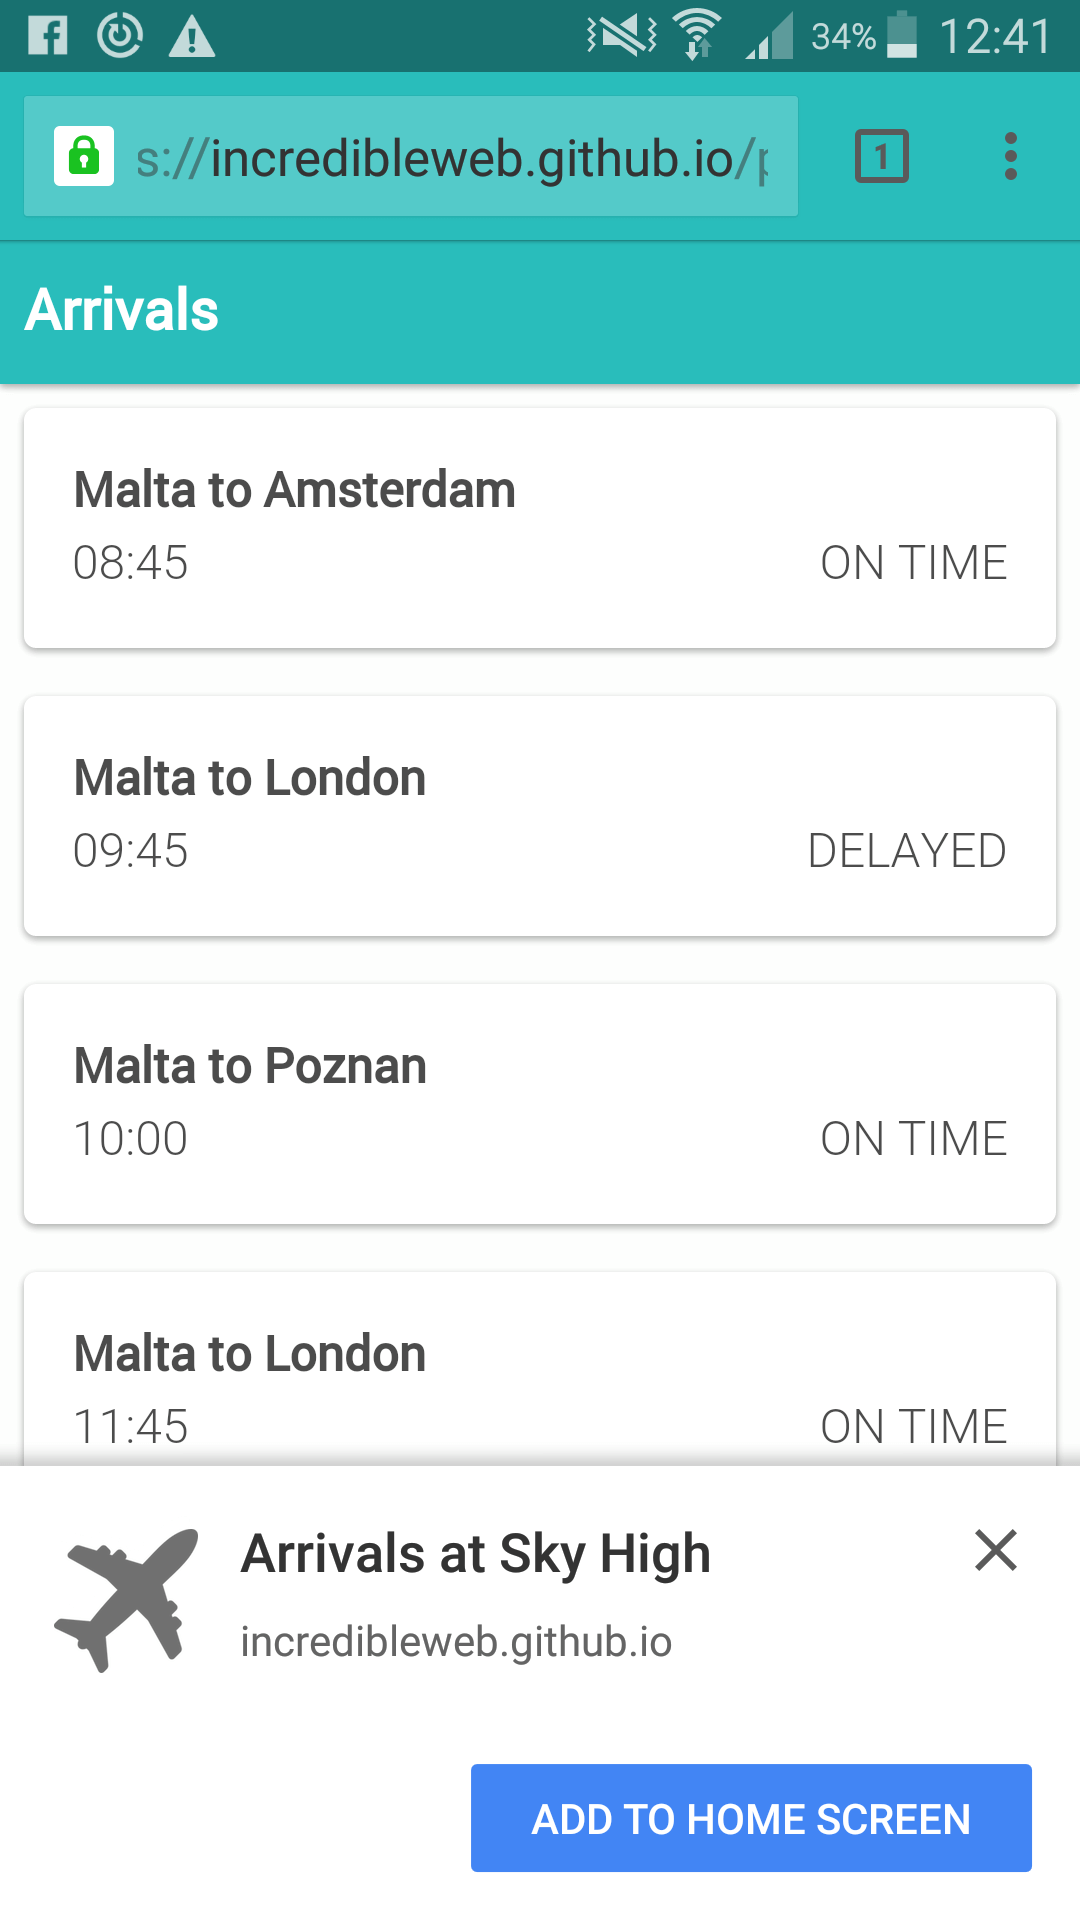 34% 12:41
s://incredibleweb.github.io/p
1
Arrivals
Malta to Amsterdam
08:45 ON TIME
Malta to London
09:45 DELAYED
Malta to Poznan
10:00 ON TIME
Malta to London
11:45 ON TIME
Arrivals at Sky High
incredibleweb.github.io
ADD TO HOME SCREEN